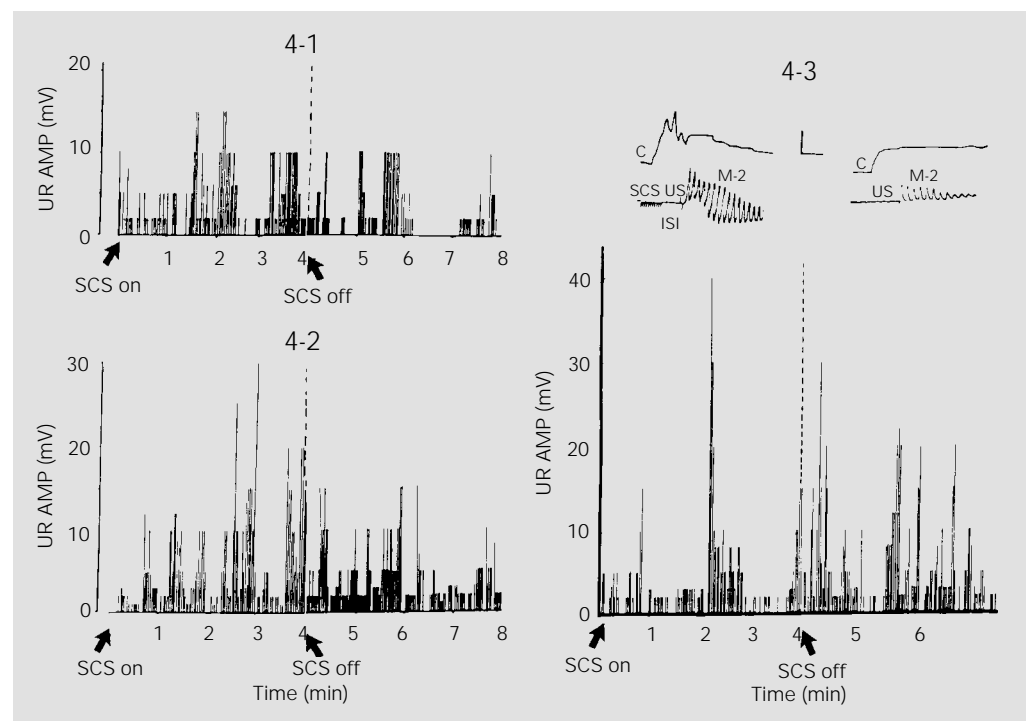 4-1
UR AMP (mV)
20
10
0
1 2 3 4 5 6 7 8
SCS on
SCS off
4-2
UR AMP (mV)
30
20
10
0
1 2 3 4 5 6 7 8
SCS on
SCS off
Time (min)
4-3
C
C
SCS US M-2
ISI
US M-2
UR AMP (mV)
40
30
20
10
0
1 2 3 4 5 6
SCS on
SCS off
Time (min)